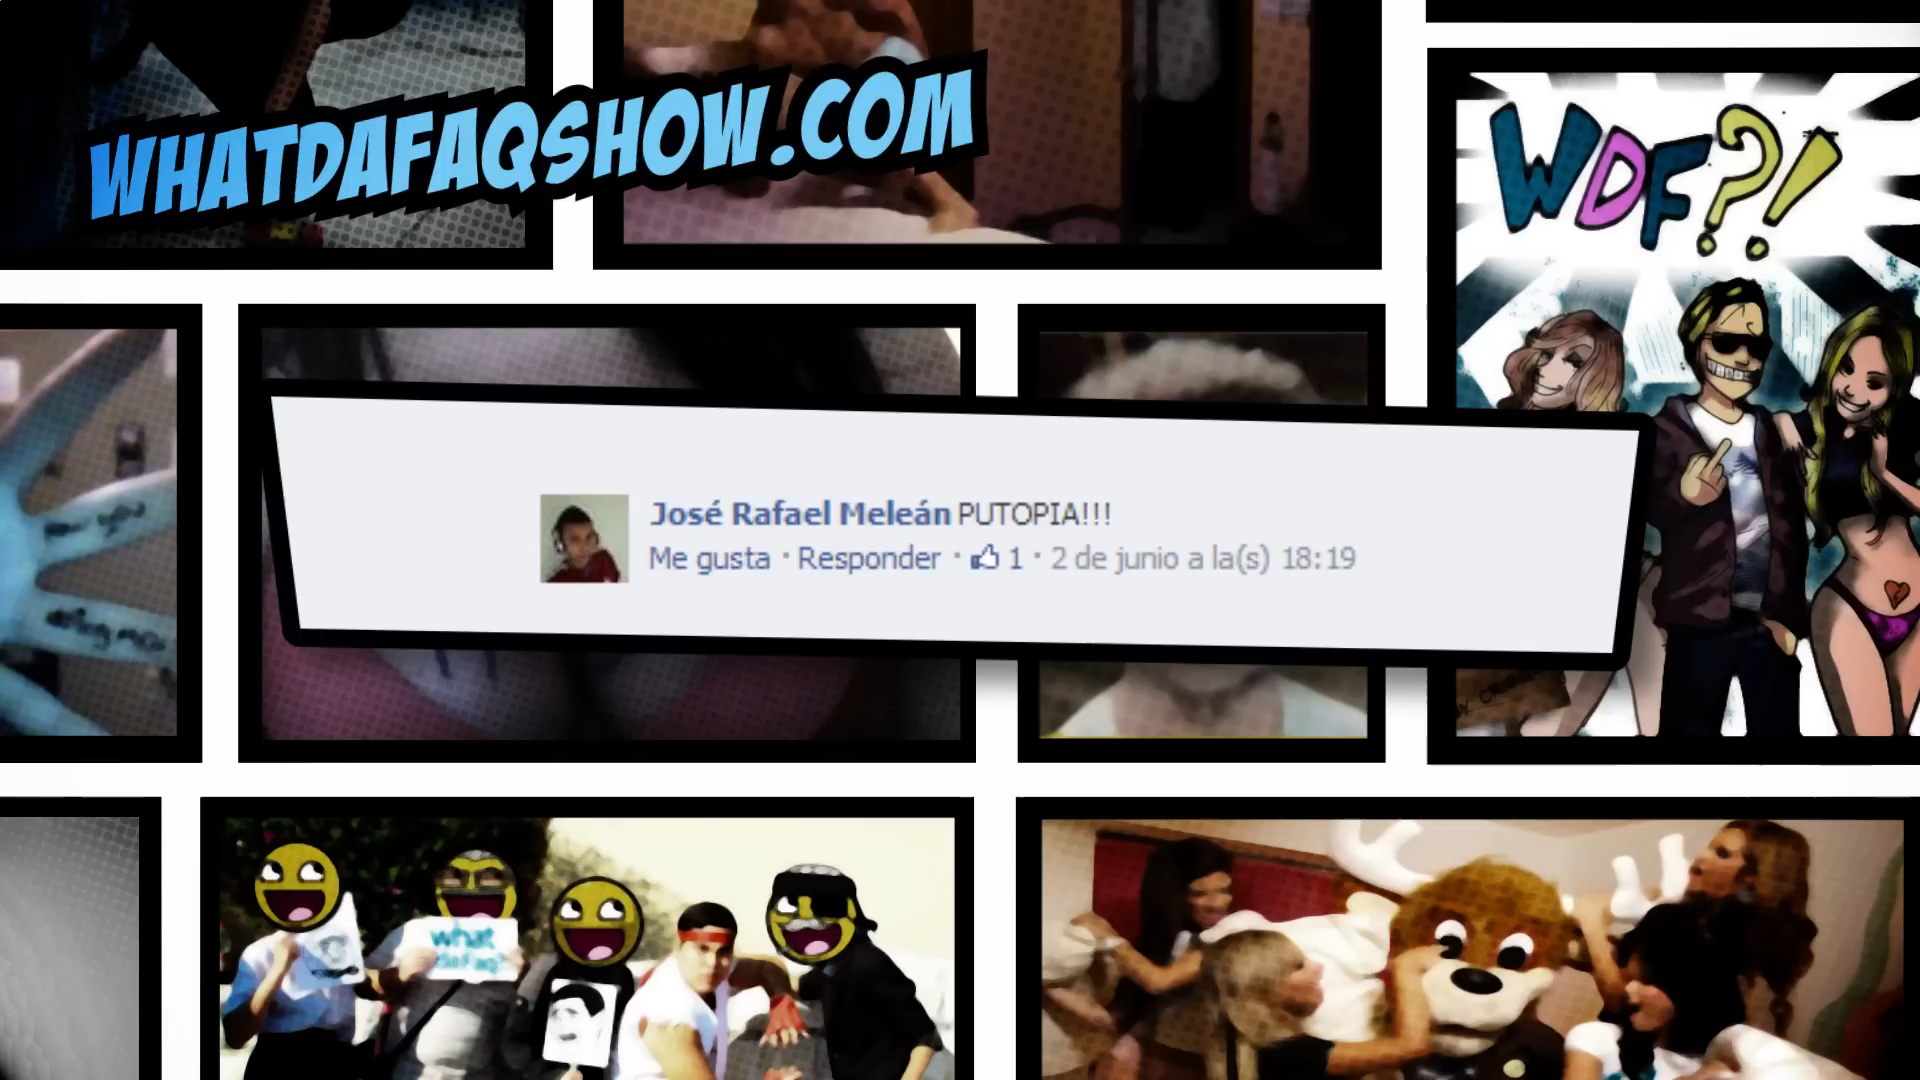 WHATDAFAQSHOW.COM
WDF?!
José Rafael Meleán PUTOPIA!!!
Me gusta · Responder · 1 · 2 de junio a la(s) 18:19
what
dafaq?